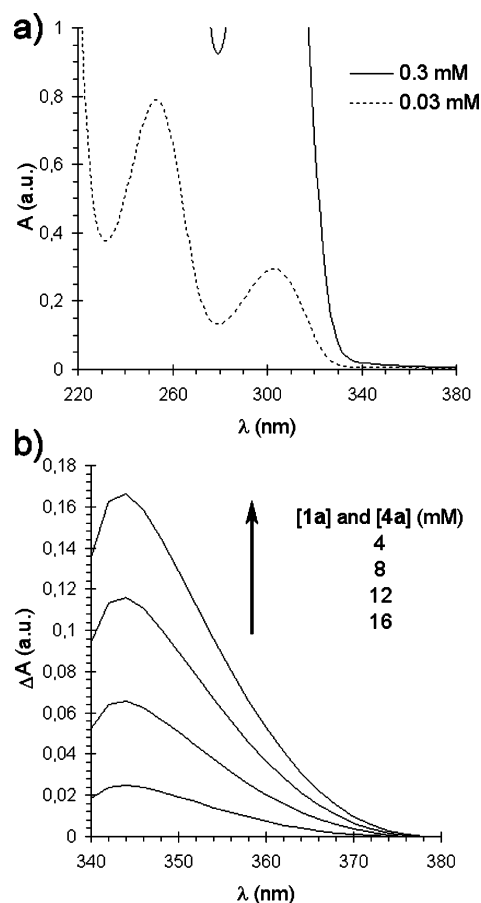 a)
1
0,8
0,6
0,4
0,2
0
A (a.u.)
0.3 mM
0.03 mM
220 260 300 340 380
λ (nm)
b)
0,18
0,16
0,14
0,12
0,1
0,08
0,06
0,04
0,02
0
ΔA (a.u.)
[1a] and [4a] (mM)
4
8
12
16
340 350 360 370 380
λ (nm)